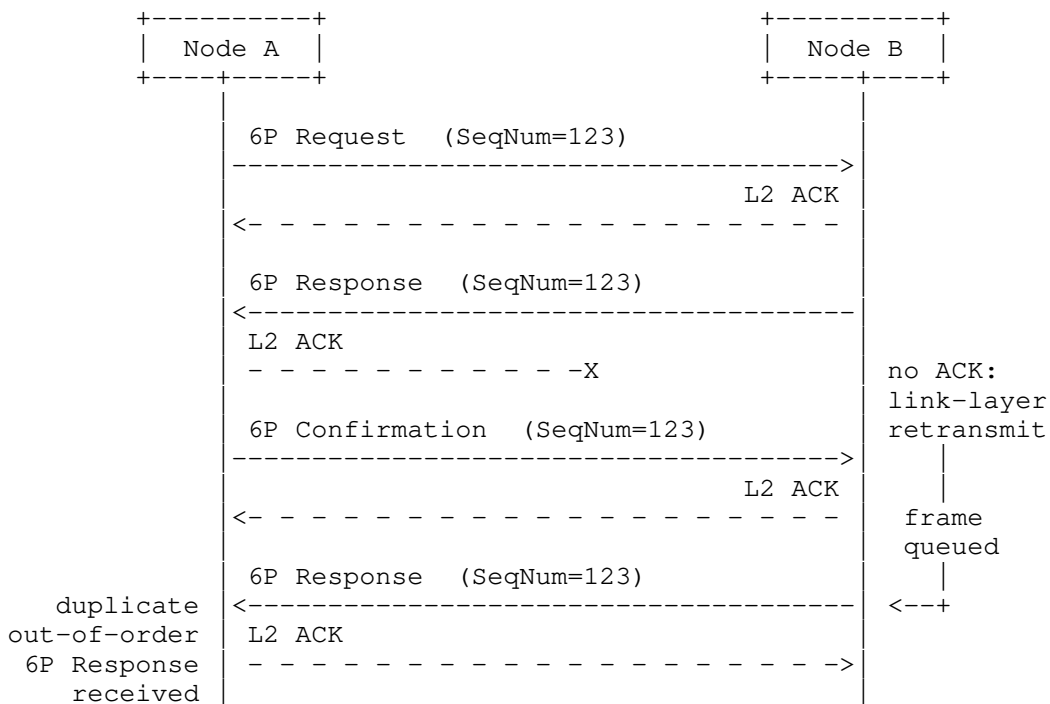 Node A Node B
6P Request (SeqNum=123)
L2 ACK
6P Response (SeqNum=123)
L2 ACK
X no ACK:
link-layer
6P Confirmation (SeqNum=123) retransmit
L2 ACK
frame
queued
6P Response (SeqNum=123)
duplicate
out-of-order L2 ACK
6P Response
received